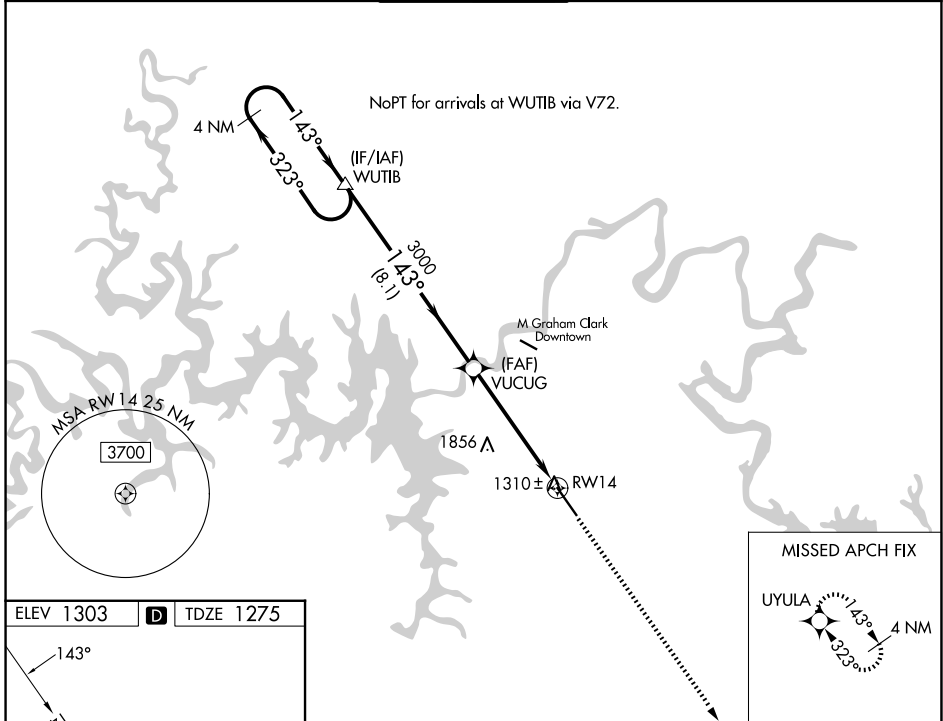 NoPT for arrivals at WUTIB via V72.
4 NM
143°
323°
(IF/IAF)
WUTIB
3000
143°
(8.1)
M Graham Clark
Downtown
(FAF)
VUCUG
MSA RW14 25 NM
3700
1856
1310 ±
RW14
MISSED APCH FIX
UYULA
143°
4 NM
323°
ELEV 1303
D
TDZE 1275
143°